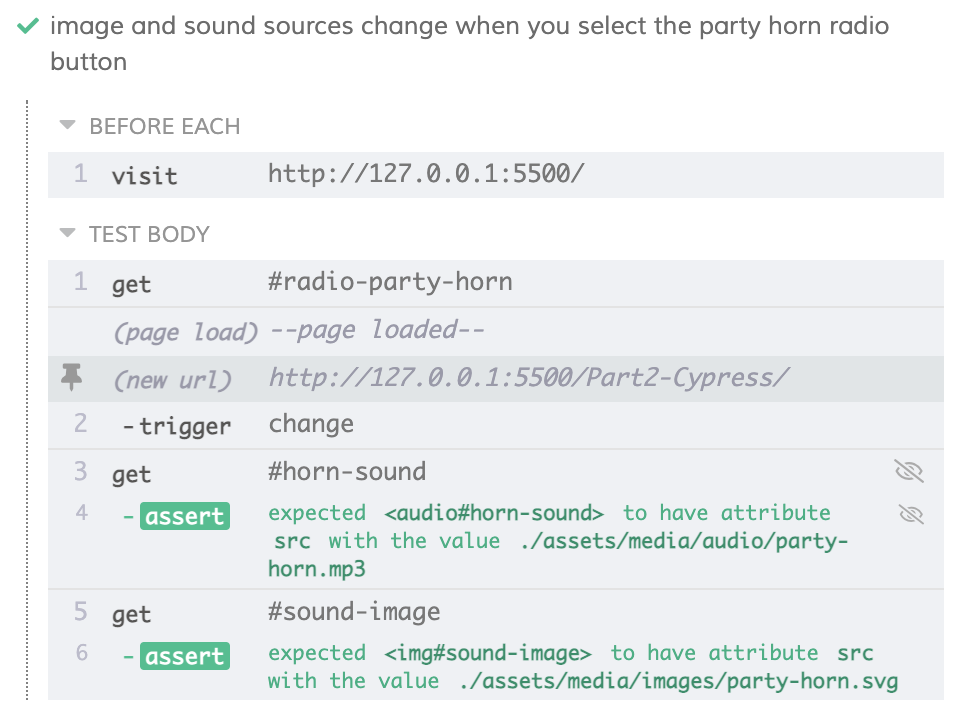 image and sound sources change when you select the party horn radio
button
BEFORE EACH
1 visit http://127.0.0.1:5500/
TEST BODY
1 get #radio-party-horn
(page load) --page loaded--
(new url) http://127.0.0.1:5500/Part2-Cypress/
2 -trigger change
3 get #horn-sound
4 -assert expected <audio#horn-sound> to have attribute
src with the value ./assets/media/audio/party-
horn.mp3
5 get #sound-image
6 -assert expected <img#sound-image> to have attribute src
with the value ./assets/media/images/party-horn.svg